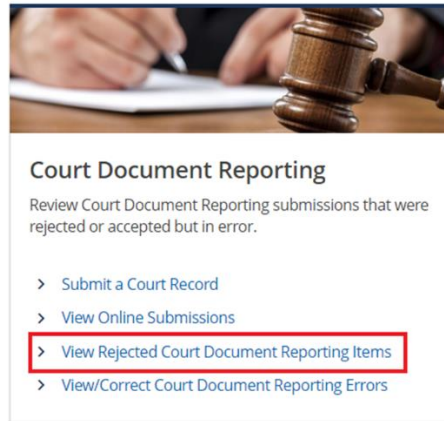 Court Document Reporting
Review Court Document Reporting submissions that were
rejected or accepted but in error.
> Submit a Court Record
> View Online Submissions
> View Rejected Court Document Reporting Items
> View/Correct Court Document Reporting Errors